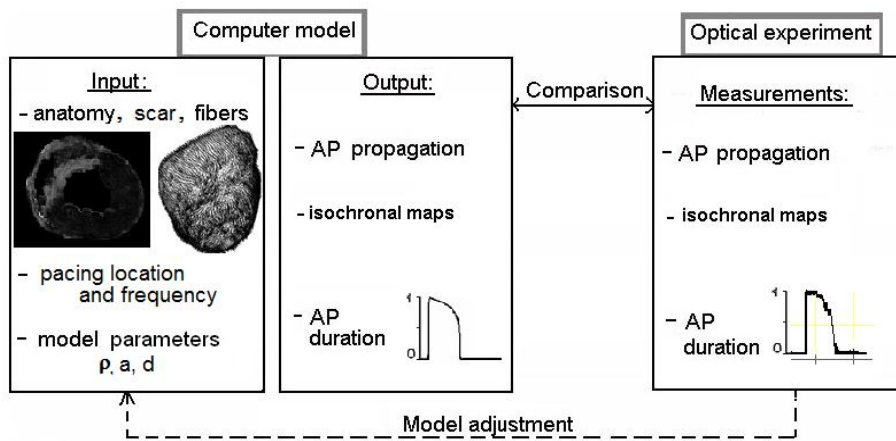 Computer model
Optical experiment
Input:
- anatomy, scar, fibers
- pacing location
and frequency
- model parameters
ρ, a, d
Output:
- AP propagation
- isochronal maps
- AP
duration
1
0
Comparison
Measurements:
- AP propagation
- isochronal maps
- AP
duration
1
0
Model adjustment